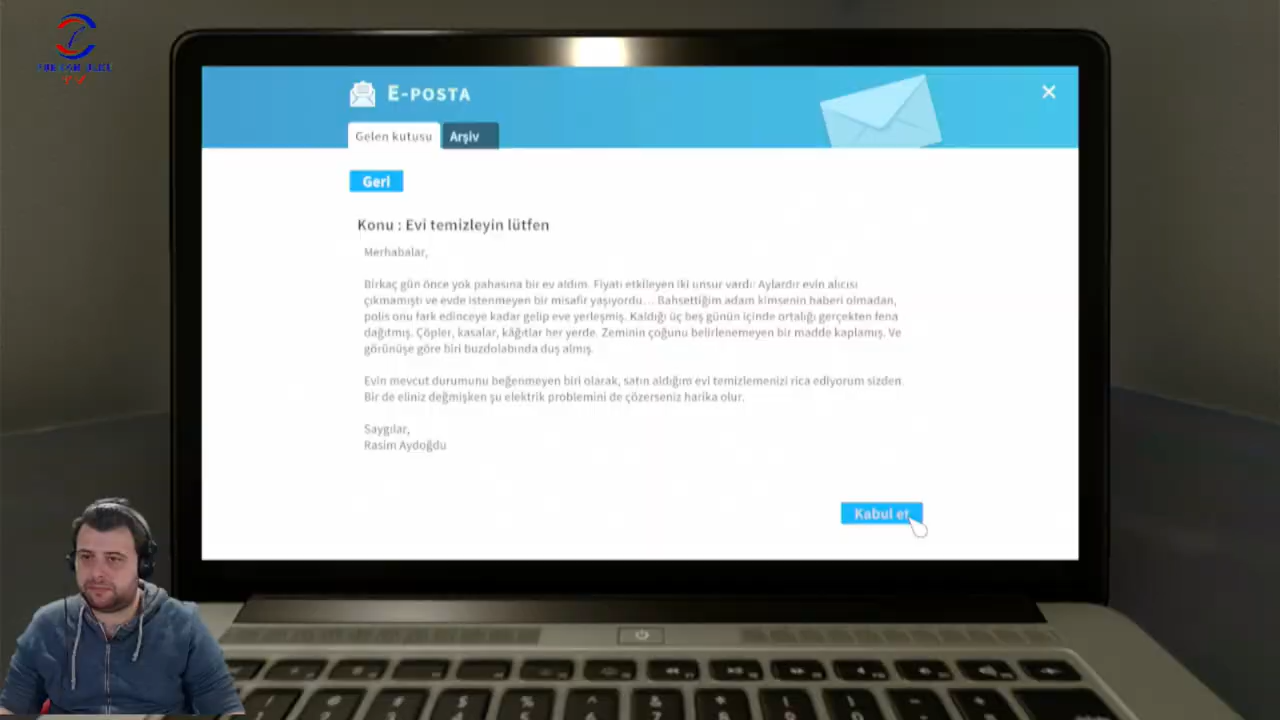 E-POSTA
Gelen kutusu
Arşiv
Geri
Konu : Evi temizleyin lütfen
Merhabalar,
Birkaç gün önce yok pahasına bir ev aldım. Fiyatı etkileyen iki unsur vardı: Aylardır evin alıcısı
çıkmamıştı ve evde istenmeyen bir misafir yaşıyordu... Bahsettiğim adam kimsenin haberi olmadan,
polis onu fark edinceye kadar gelip eve yerleşmiş. Kaldığı üç beş günün içinde ortalığı gerçekten fena
dağıtmış. Çöpler, kasalar, kâğıtlar her yerde. Zeminin çoğunu belirlenemeyen bir madde kaplamış. Ve
görünüşe göre biri buzdolabında duş almış.
Evin mevcut durumunu beğenmeyen biri olarak, satın aldığım evi temizlemenizi rica ediyorum sizden.
Bir de eliniz değmişken şu elektrik problemini de çözerseniz harika olur.
Saygılar,
Rasim Aydoğdu
Kabul et